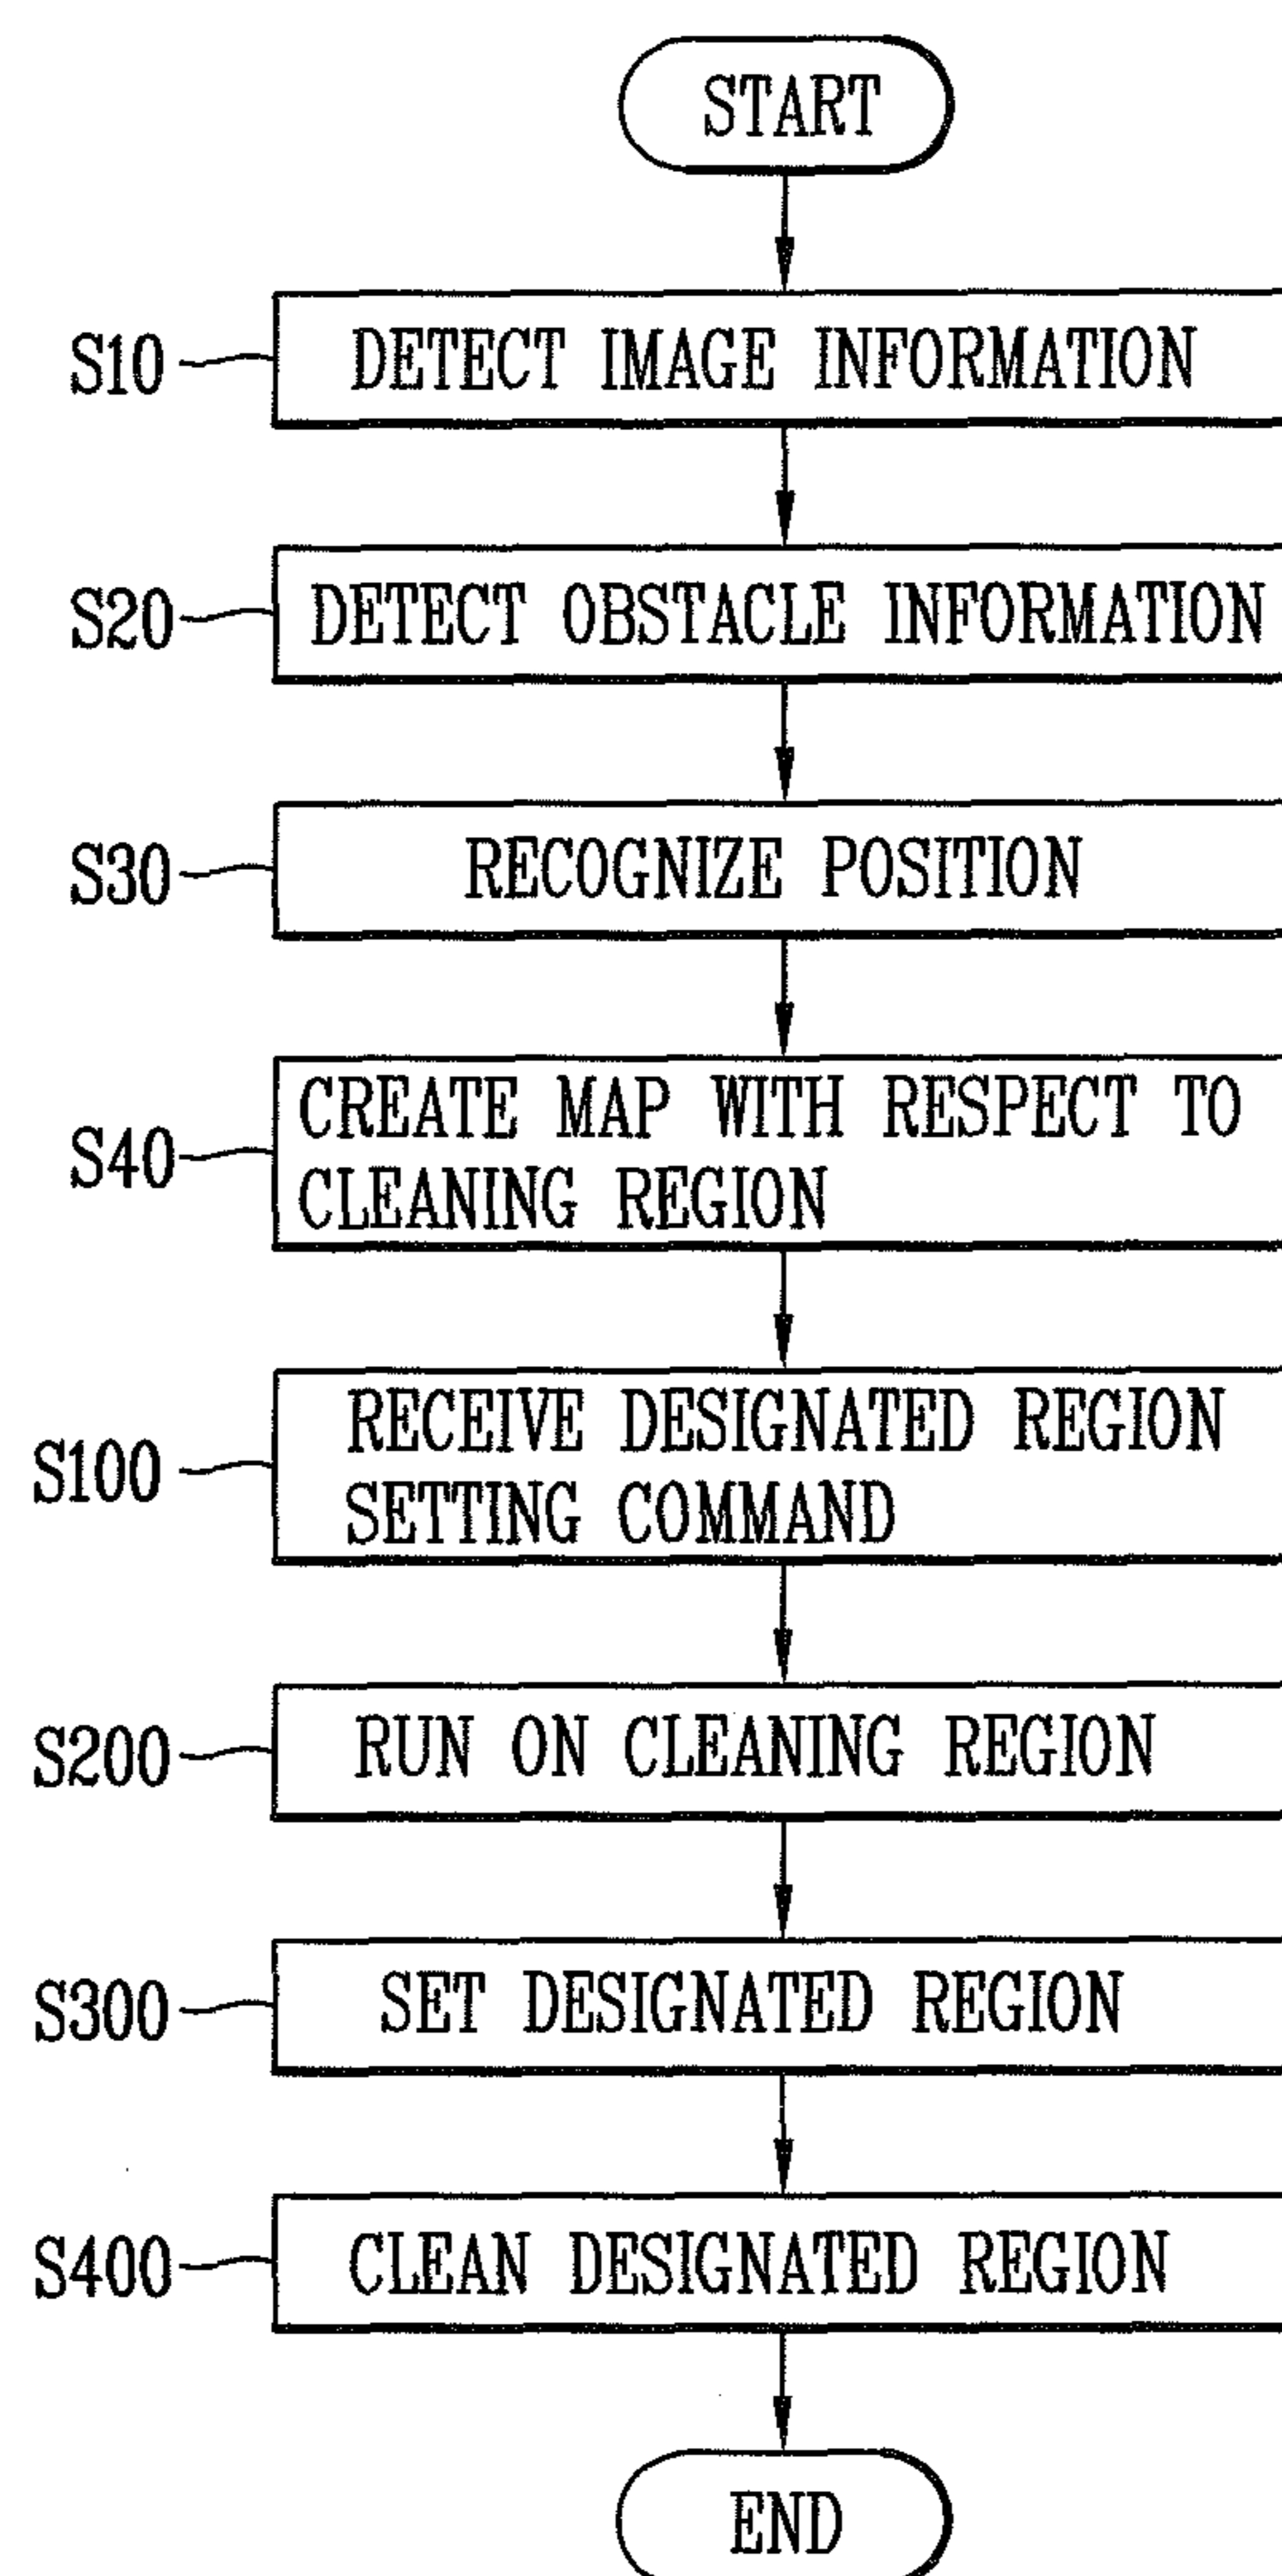 START
S10
DETECT IMAGE INFORMATION
S20
DETECT OBSTACLE INFORMATION
S30
RECOGNIZE POSITION
S40
CREATE MAP WITH RESPECT TO
CLEANING REGION
S100
RECEIVE DESIGNATED REGION
SETTING COMMAND
S200
RUN ON CLEANING REGION
S300
SET DESIGNATED REGION
S400
CLEAN DESIGNATED REGION
END